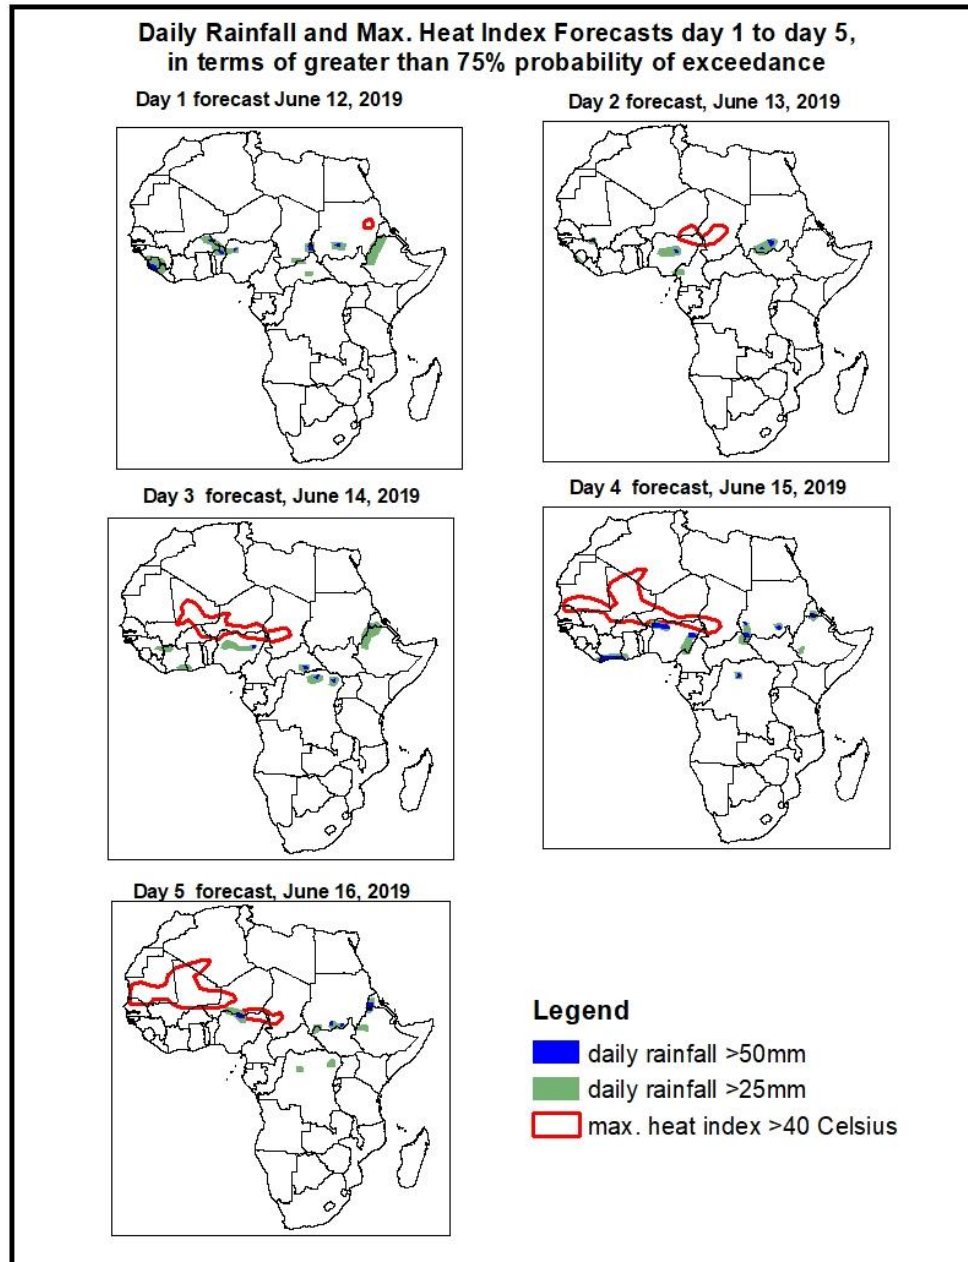 Daily Rainfall and Max. Heat Index Forecasts day 1 to day 5,
in terms of greater than 75% probability of exceedance
Day 1 forecast June 12, 2019
Day 2 forecast, June 13, 2019
Day 3 forecast, June 14, 2019
Day 4 forecast, June 15, 2019
Day 5 forecast, June 16, 2019
Legend
daily rainfall >50mm
daily rainfall >25mm
max. heat index >40 Celsius